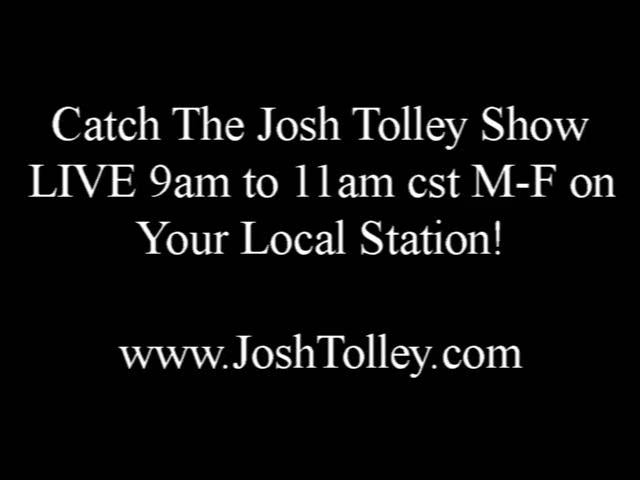 Catch The Josh Tolley Show
LIVE 9am to 11am cst M-F on
Your Local Station!
www.JoshTolley.com